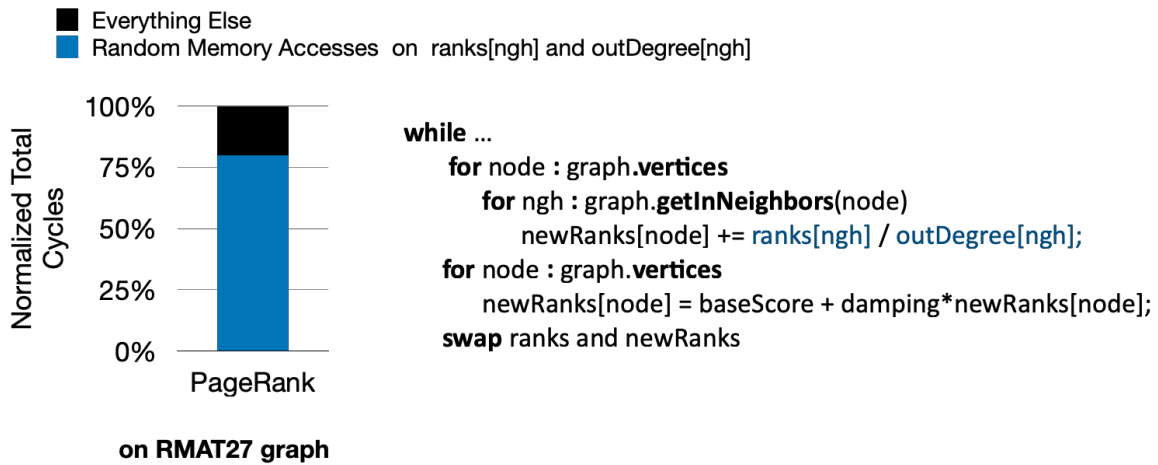 Everything Else
Random Memory Accesses on ranks[ngh] and outDegree[ngh]
Normalized Total
Cycles
100%
75%
50%
25%
0%
PageRank
on RMAT27 graph
while ...
for node : graph.vertices
for ngh : graph.getInNeighbors(node)
newRanks[node] += ranks[ngh] / outDegree[ngh];
for node : graph.vertices
newRanks[node] = baseScore + damping*newRanks[node];
swap ranks and newRanks